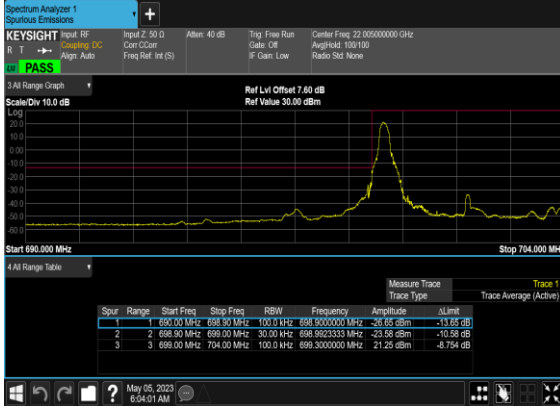 Spectrum Analyzer 1
Spurious Emissions
+
KEYSIGHT Input: RF Input Z: 50 Ω Atten: 40 dB Trig: Free Run Center Freq: 22.005000000 GHz
R T Coupling: DC Corr CCorr Gate: Off Avg|Hold: 100/100
Align: Auto Freq Ref: Int (S) IF Gain: Low Radio Std: None
PASS
3.All Range Graph
Ref Lvl Offset 7.60 dB
Scale/Div 10.0 dB Ref Value 30.00 dBm
Log
20.0
10.0
0.00
-10.0
-20.0
-30.0
-40.0
-50.0
-60.0
Start 690.000 MHz Stop 704.000 MH
4.All Range Table
Measure Trace Trace 1
Trace Type Trace Average (Active)
Spur Range Start Freq Stop Freq RBW Frequency Amplitude ΔLimit
1 1 690.00 MHz 698.90 MHz 100.0 kHz 698.9000000 MHz -26.65 dBm -13.65 dB
2 2 698.90 MHz 699.00 MHz 30.00 kHz 698.9923333 MHz -23.58 dBm -10.58 dB
3 3 699.00 MHz 704.00 MHz 100.0 kHz 699.3000000 MHz 21.25 dBm -8.754 dB
? May 05, 2023
6:04:01 AM